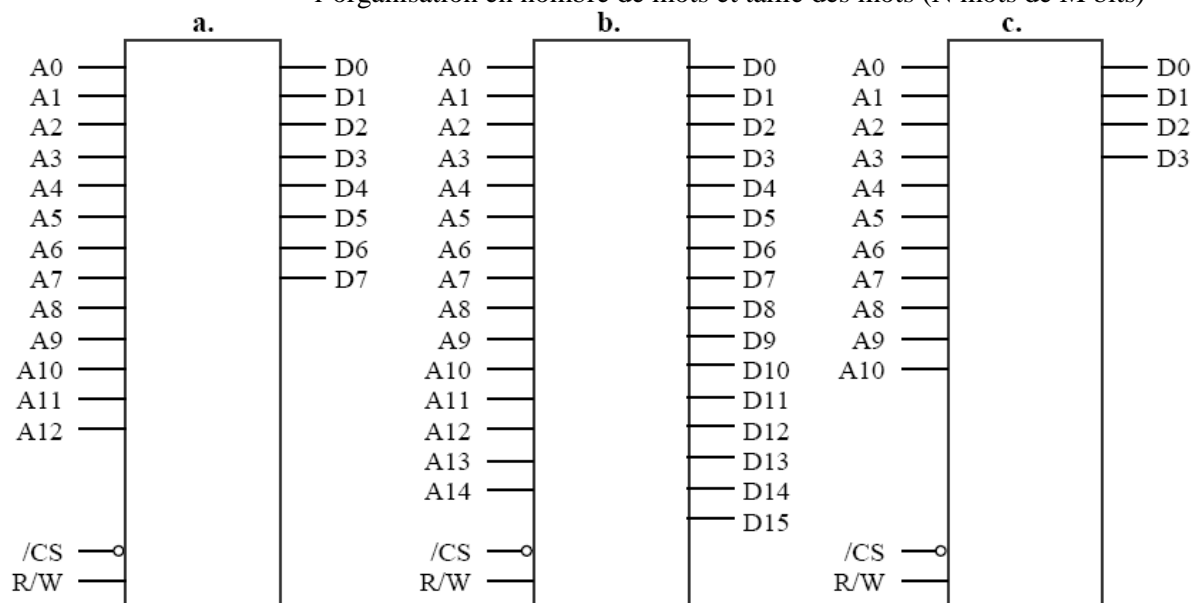 l'organisation en nombre de mots et taille des mots (N mots de M bits)
a. b. c.
A0 D0 A0 D0 A0 D0
A1 D1 A1 D1 A1 D1
A2 D2 A2 D2 A2 D2
A3 D3 A3 D3 A3 D3
A4 D4 A4 D4 A4
A5 D5 A5 D5 A5
A6 D6 A6 D6 A6
A7 D7 A7 D7 A7
A8 A8 D8 A8
A9 A9 D9 A9
A10 A10 D10 A10
A11 A11 D11
A12 A12 D12
A13 D13
A14 D14
D15
/CS /CS /CS
R/W R/W R/W